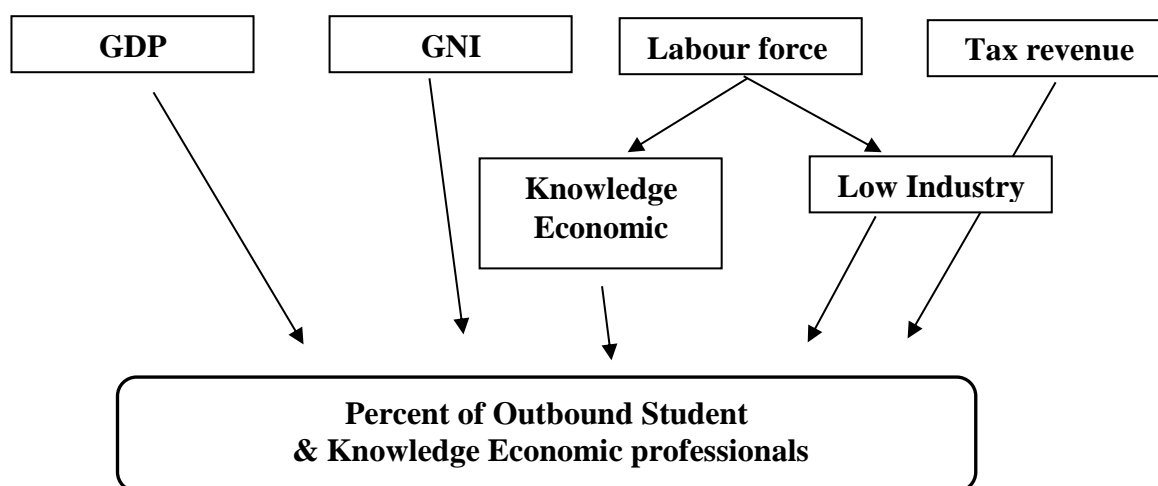 GDP
GNI
Labour force
Tax revenue
Knowledge
Economic
Low Industry
Percent of Outbound Student
& Knowledge Economic professionals